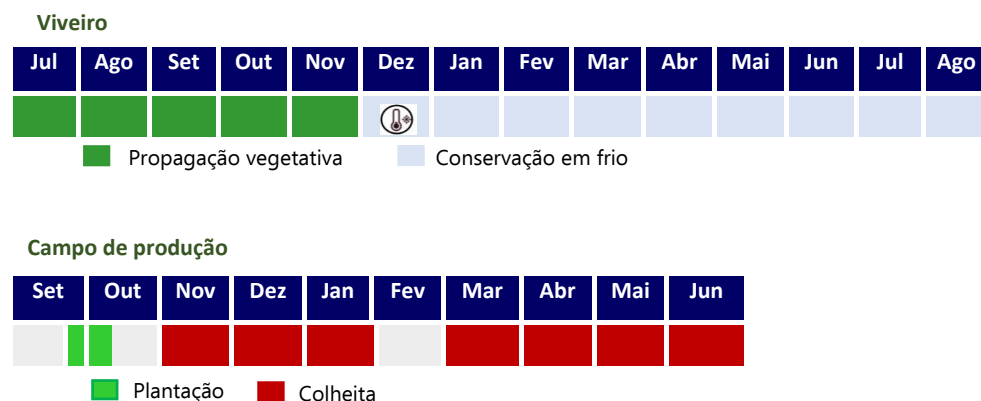 Viveiro
Jul Ago Set Out Nov Dez Jan Fev Mar Abr Mai Jun Jul Ago
Propagação vegetativa Conservação em frio
Campo de produção
Set Out Nov Dez Jan Fev Mar Abr Mai Jun
Plantação Colheita